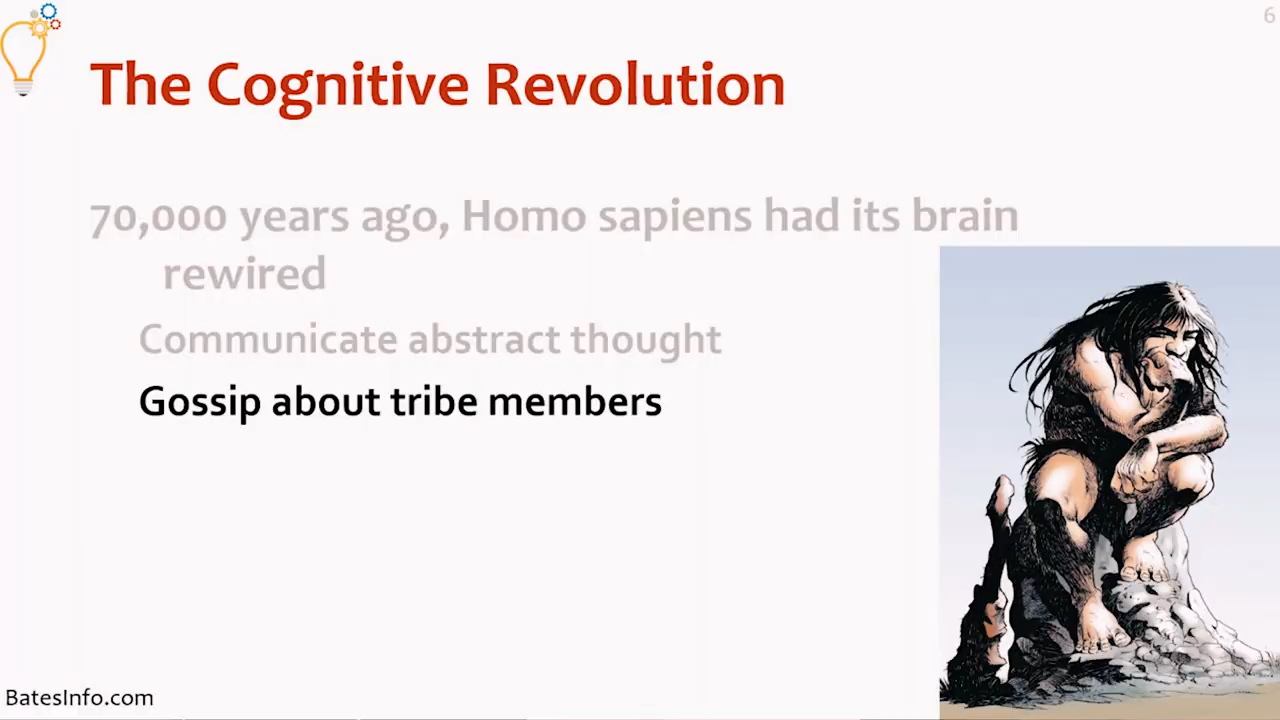 6
The Cognitive Revolution
70,000 years ago, Homo sapiens had its brain
rewired
Communicate abstract thought
Gossip about tribe members
BatesInfo.com